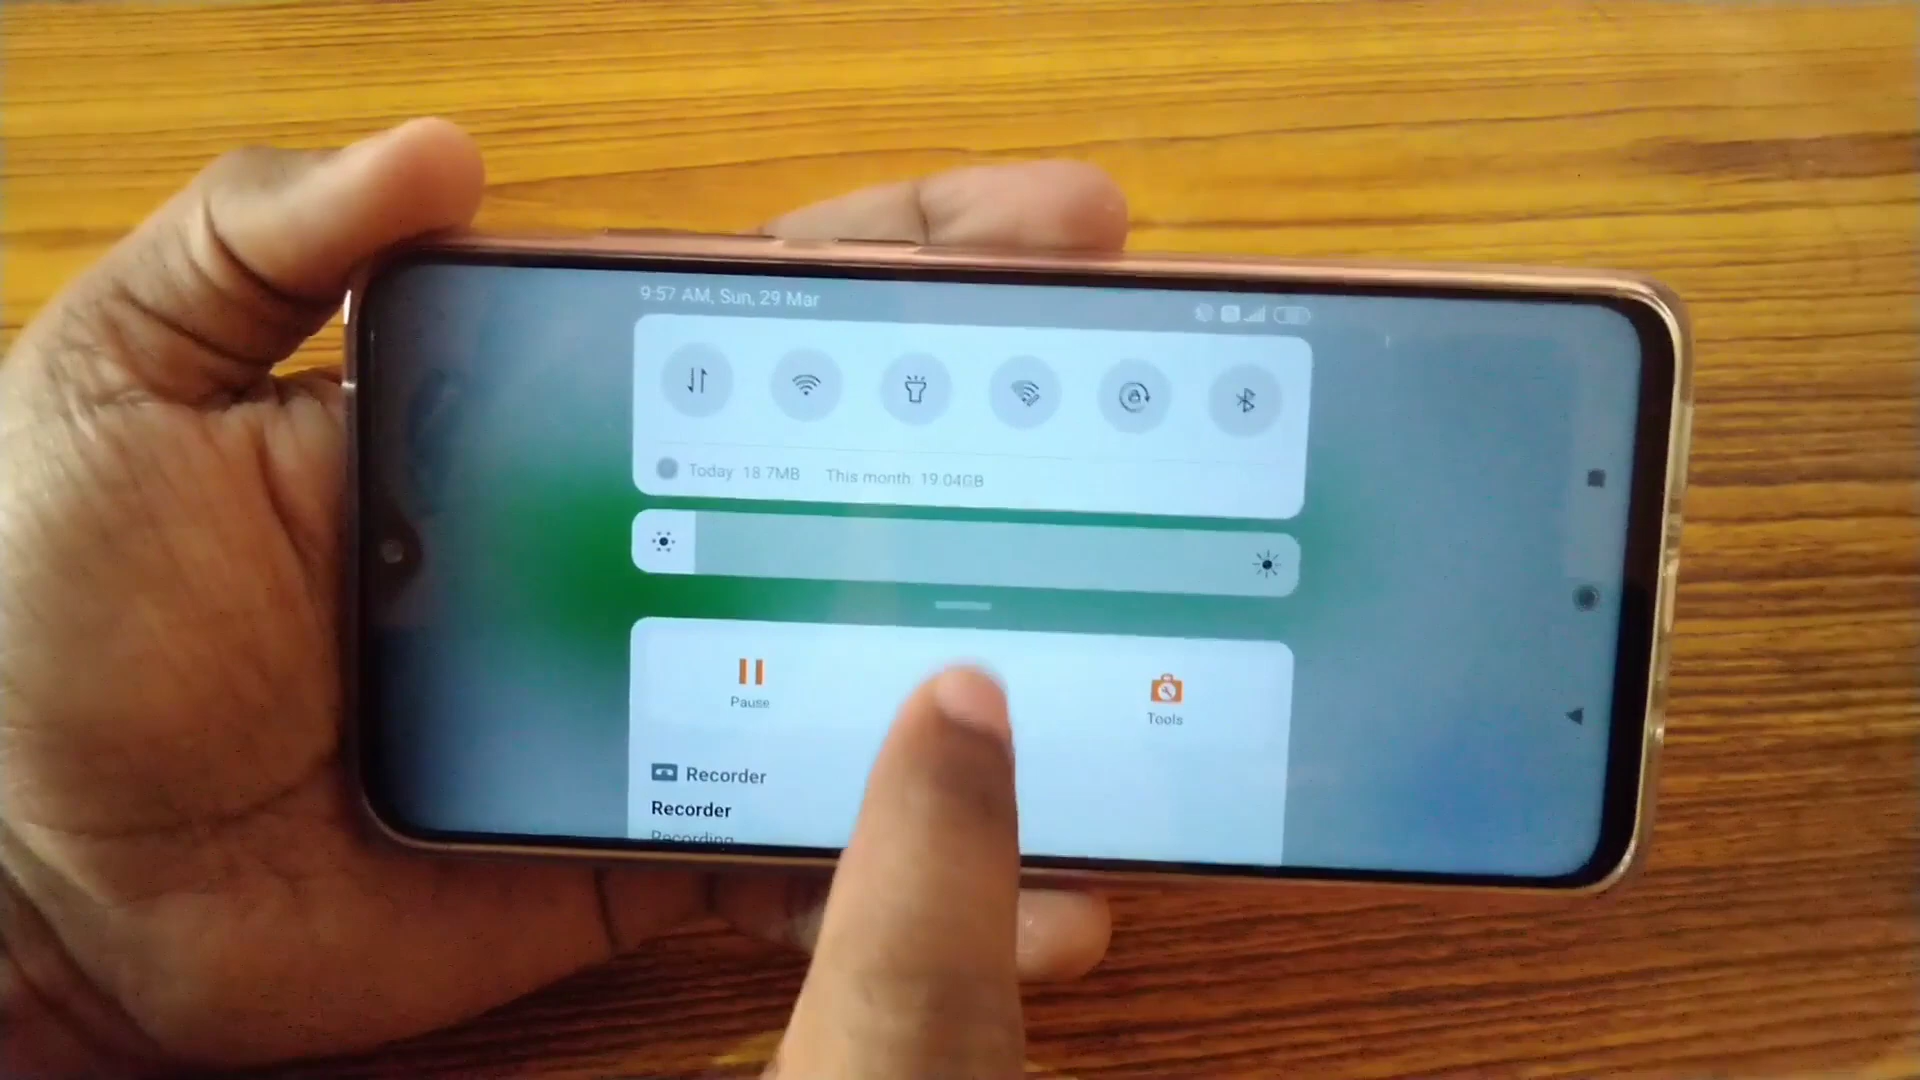 9:57 AM, Sun, 29 Mar
Today 18.7MB This month: 19.04GB
Pause
Tools
Recorder
Recorder
Recording